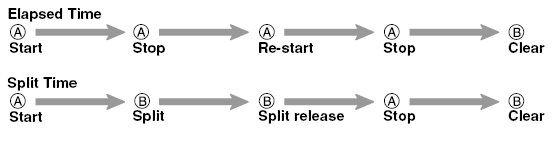 Elapsed Time
Ⓐ Ⓐ Ⓐ Ⓐ Ⓑ
Start Stop Re-start Stop Clear
Split Time
Ⓐ Ⓑ Ⓑ Ⓐ Ⓑ
Start Split Split release Stop Clear